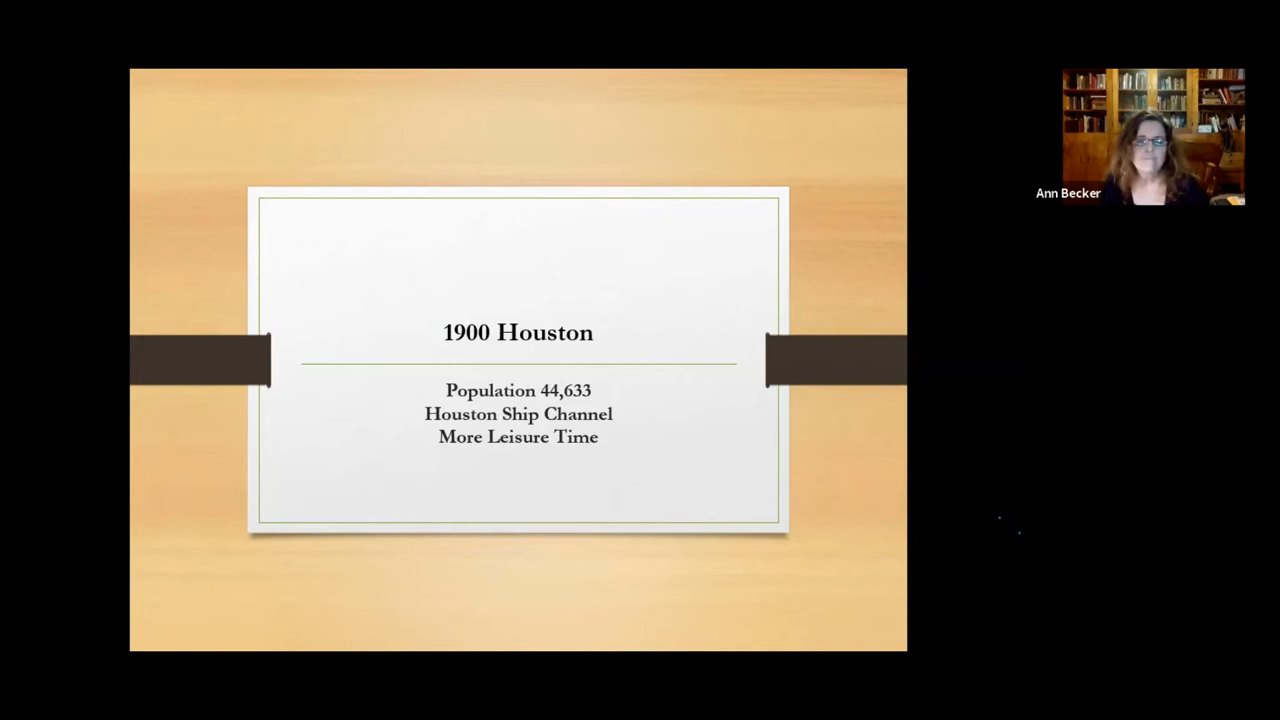 1900 Houston
Population 44,633
Houston Ship Channel
More Leisure Time
Ann Becker